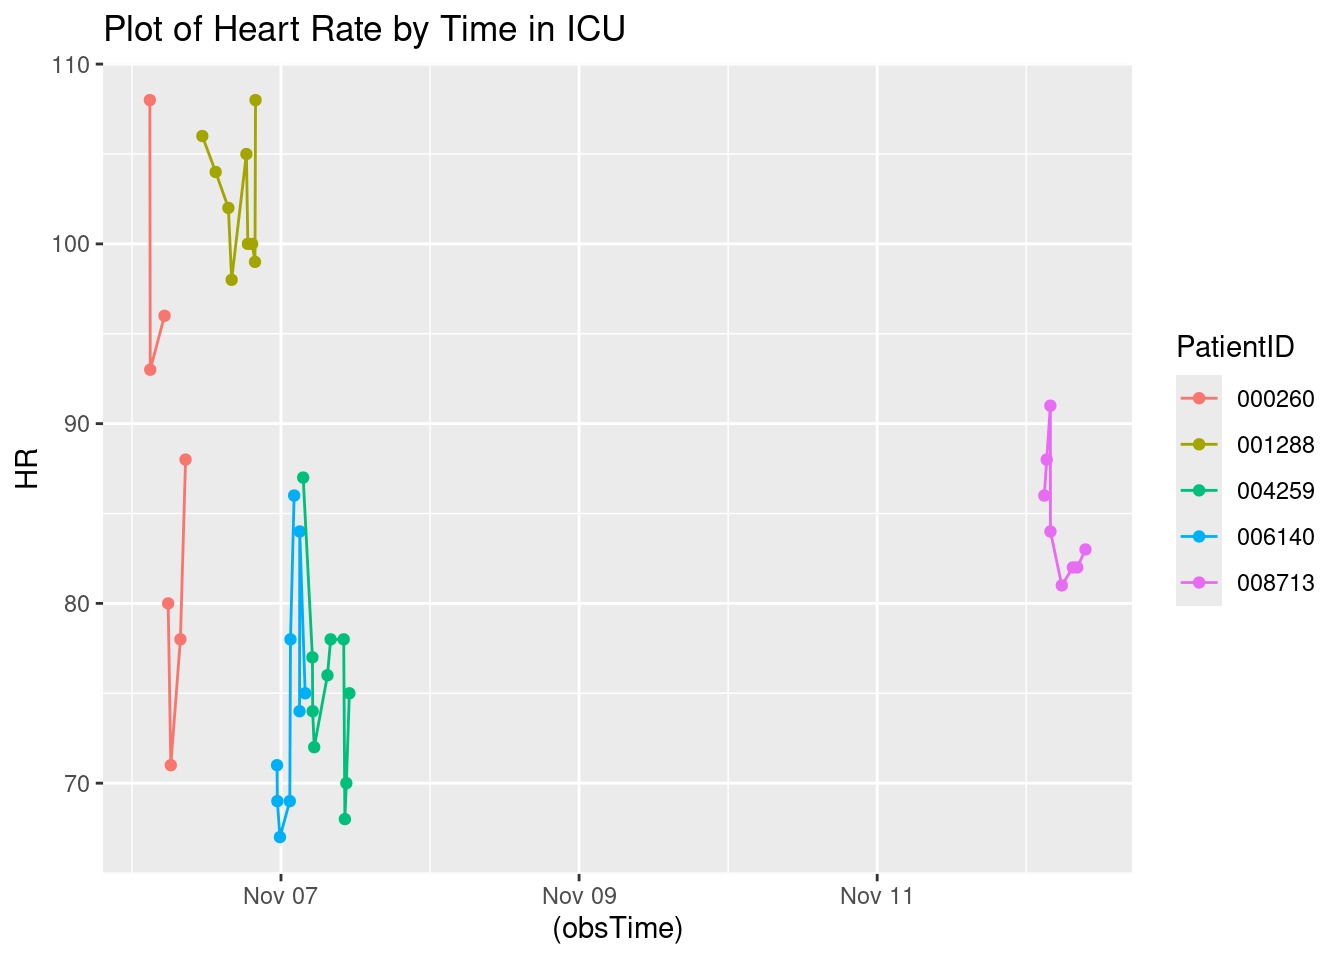 Plot of Heart Rate by Time in ICU
110
100
90
80
70
HR
Nov 07
Nov 09
Nov 11
(obsTime)
PatientID
000260
001288
004259
006140
008713